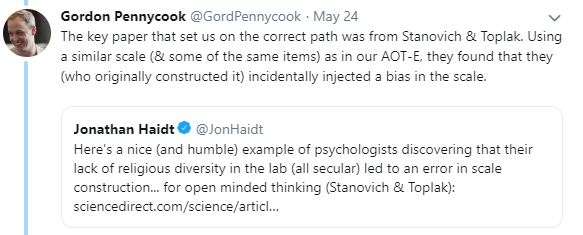 Gordon Pennycook @GordPennycook · May 24
The key paper that set us on the correct path was from Stanovich & Toplak. Using
a similar scale (& some of the same items) as in our AOT-E, they found that they
(who originally constructed it) incidentally injected a bias in the scale.
Jonathan Haidt @JonHaidt
Here's a nice (and humble) example of psychologists discovering that their
lack of religious diversity in the lab (all secular) led to an error in scale
construction... for open minded thinking (Stanovich & Toplak):
sciencedirect.com/science/articl...